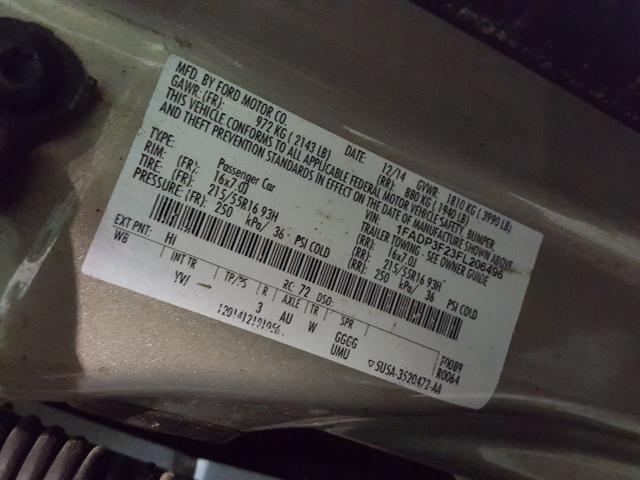 MFD. BY FORD MOTOR CO.
DATE: 12/14 GVWR: 1810 KG ( 3990 LB)
GAWR: (FR): 972 KG ( 2143 LB) (RR): 880 KG ( 1940 LB)
THIS VEHICLE CONFORMS TO ALL APPLICABLE FEDERAL MOTOR VEHICLE SAFETY, BUMPER
AND THEFT PREVENTION STANDARDS IN EFFECT ON THE DATE OF MANUFACTURE SHOWN ABOVE.
VIN: 1FADP3F23FL206496
TYPE: Passenger Car TRAILER TOWING - SEE OWNER GUIDE
RIM: (FR): 16x7.0J (RR): 16x7.0J
TIRE: (FR): 215/55R16 93H (RR): 215/55R16 93H
PRESSURE: (FR): 250 kPa/ 36 PSI COLD (RR): 250 kPa/ 36 PSI COLD
EXT PNT: HI RC: 72 DSO:
WB INT TR TP/PS R AXLE TR SPR
YW 3 AU W GGGG F0089
UMU R0064
▽5U5A-3520472-AA